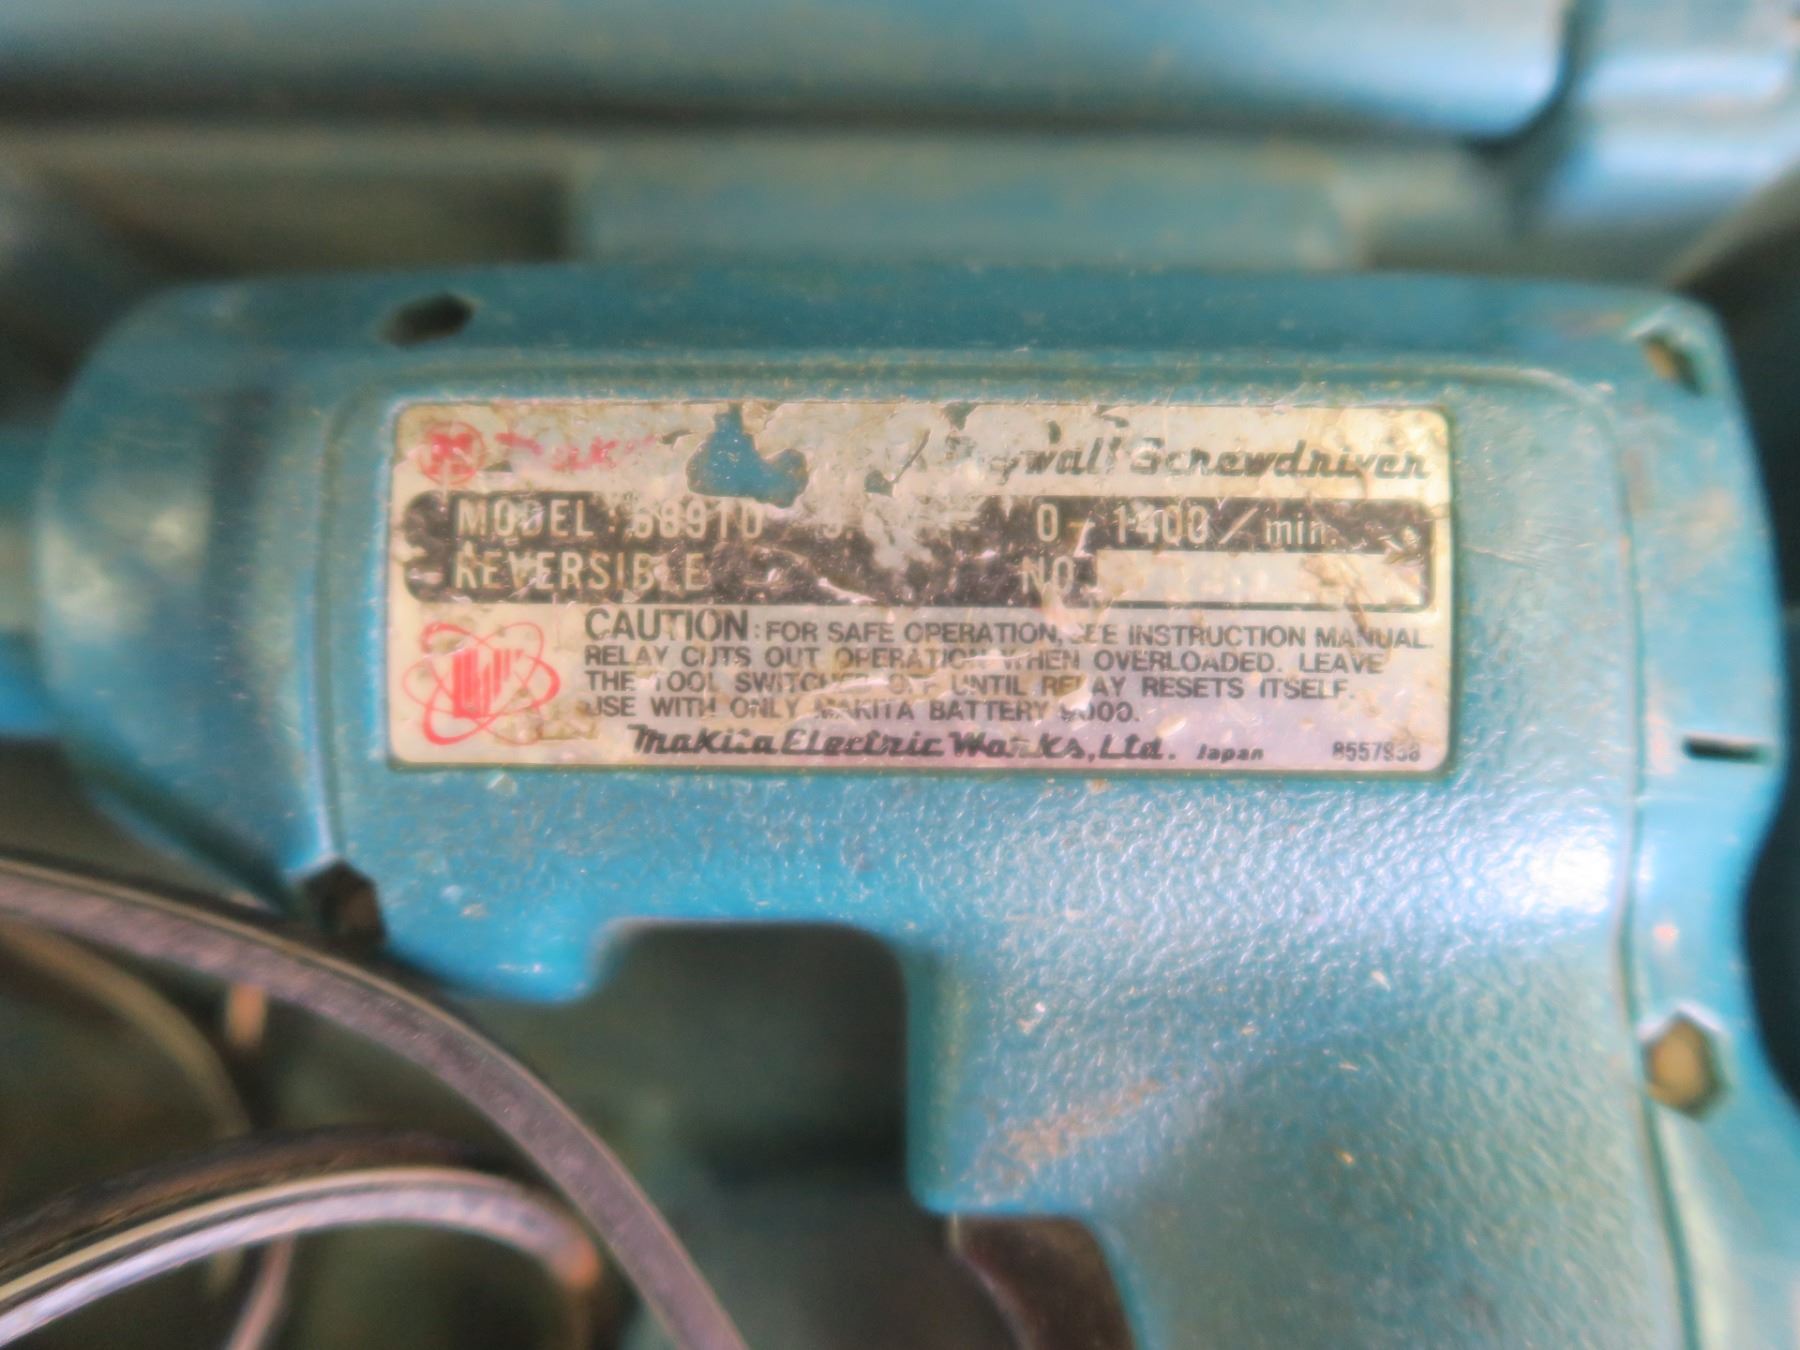 Drywall Screwdriver
MODEL 6891D 0 - 1400/min.
REVERSIBLE NO.
CAUTION: FOR SAFE OPERATION, SEE INSTRUCTION MANUAL.
RELAY CUTS OUT OPERATION WHEN OVERLOADED. LEAVE
THE TOOL SWITCHED OFF UNTIL RELAY RESETS ITSELF.
USE WITH ONLY MAKITA BATTERY 9000.
Makita Electric Works, Ltd. Japan